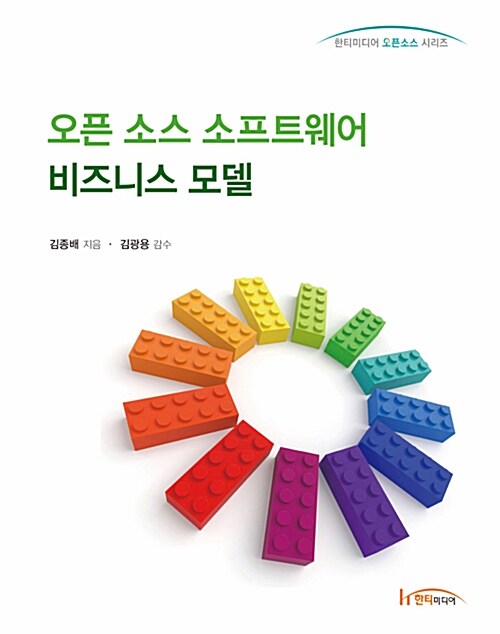 한티미디어 오픈소스 시리즈
오픈 소스 소프트웨어
비즈니스 모델
김종배 지음 · 김광용 감수
한티미디어